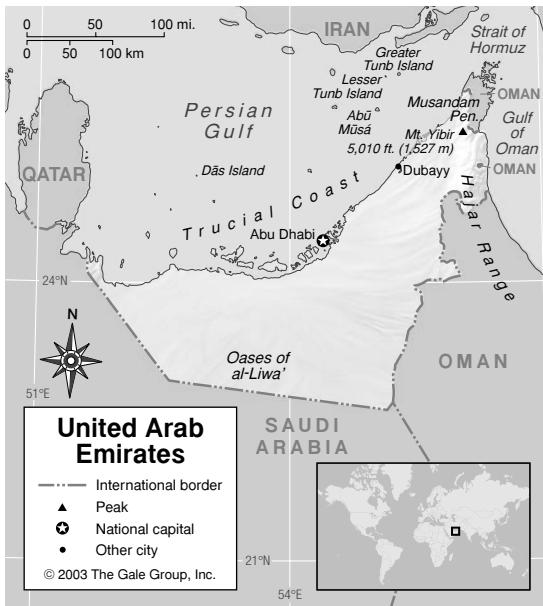 0 50 100 mi.
0 50 100 km
IRAN
Strait of
Hormuz
Greater
Tunb Island
Lesser
Tunb Island
OMAN
Musandam
Pen.
Persian
Gulf
Abū
Mūsá
Gulf
of
Oman
Mt. Yibir
5,010 ft. (1,527 m)
QATAR
Dās Island
OMAN
Dubayy
Trucial Coast
Hajar Range
Abu Dhabi
24°N
N
Oases of
al-Liwa’
OMAN
51°E
SAUDI
ARABIA
United Arab
Emirates
International border
Peak
National capital
Other city
© 2003 The Gale Group, Inc.
21°N
54°E